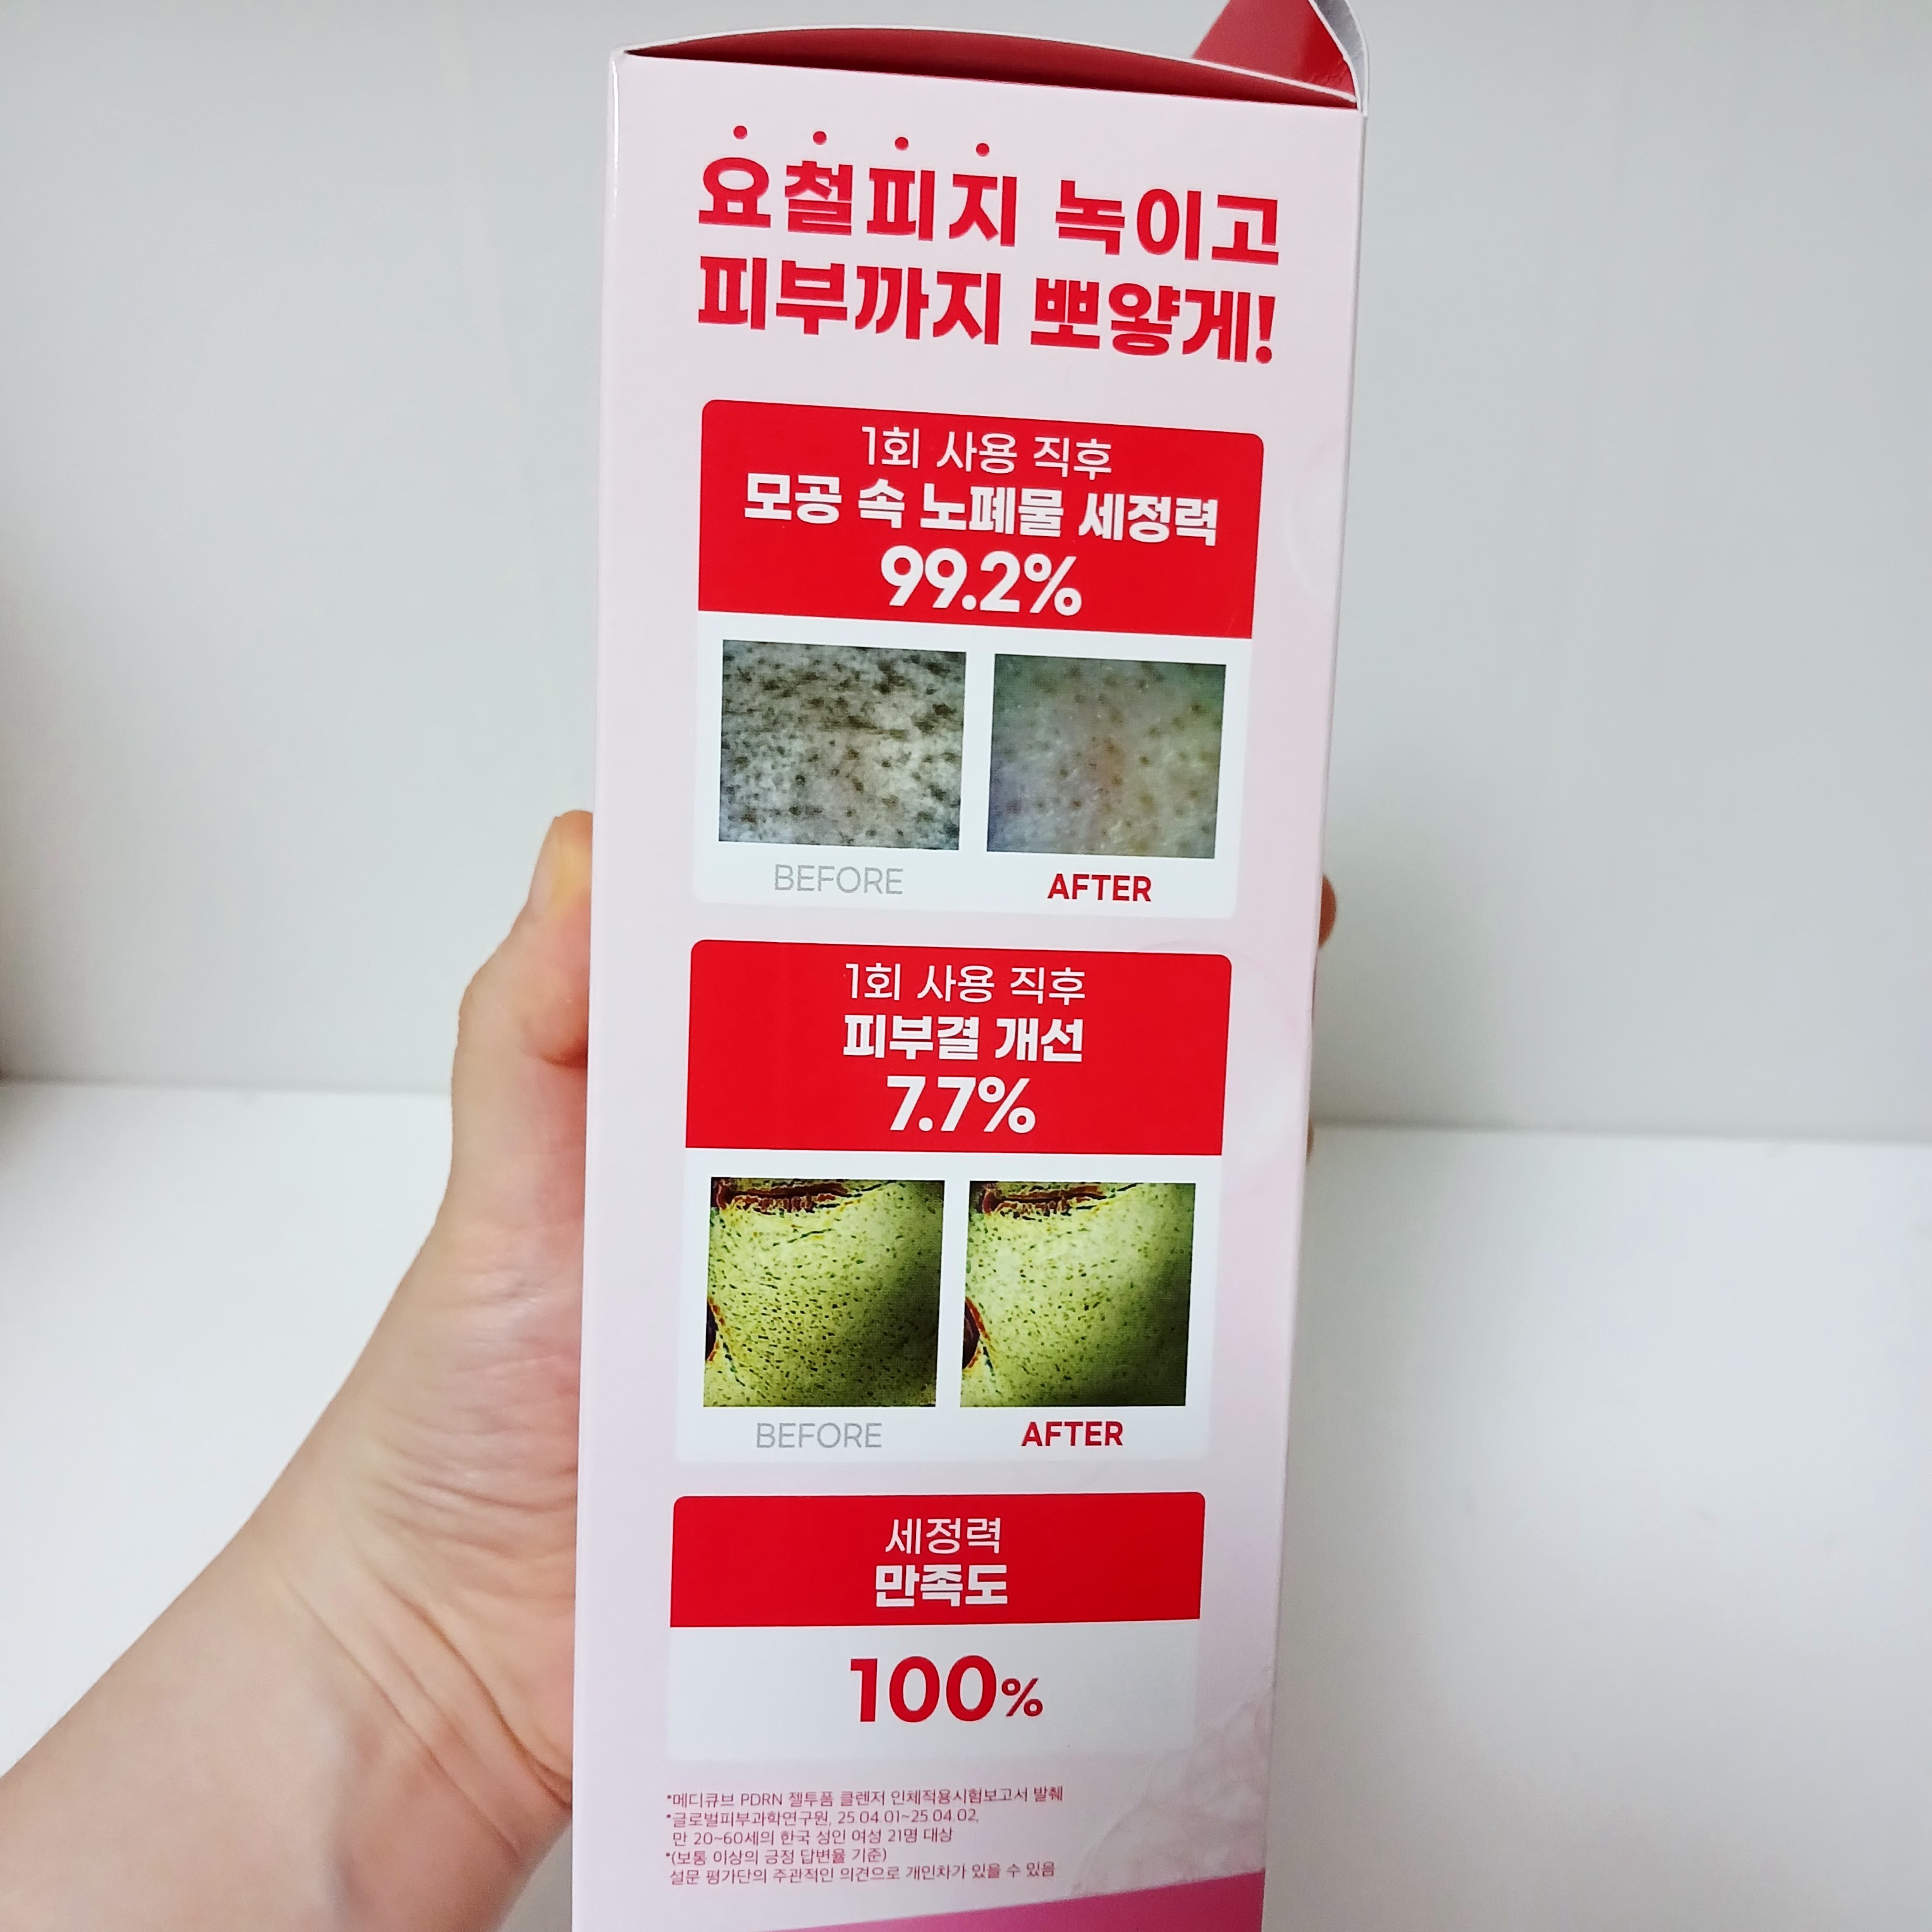 요철피지 녹이고
피부까지 뽀얗게!
1회 사용 직후
모공 속 노폐물 세정력
99.2%
BEFORE
AFTER
1회 사용 직후
피부결 개선
7.7%
BEFORE
AFTER
세정력
만족도
100%
*메디큐브 PDRN 젤투폼 클렌저 인체적용시험보고서 발췌
*글로벌피부과학연구원, 25.04.01~25.04.02,
만 20~60세의 한국 성인 여성 21명 대상
*(보통 이상의 긍정 답변율 기준)
설문 평가단의 주관적인 의견으로 개인차가 있을 수 있음